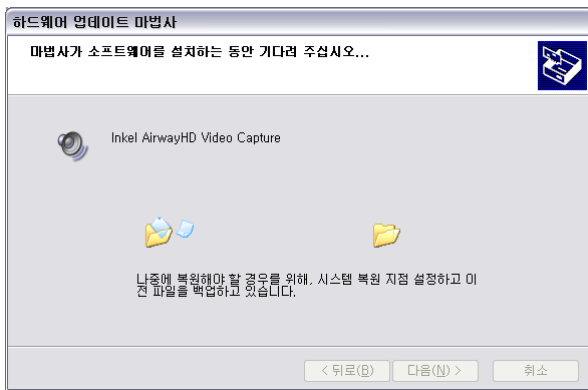 하드웨어 업데이트 마법사
마법사가 소프트웨어를 설치하는 동안 기다려 주십시오...
Inkel AirwayHD Video Capture
나중에 복원해야 할 경우를 위해, 시스템 복원 지점 설정하고 이
전 파일을 백업하고 있습니다.
< 뒤로(B) 다음(N) > 취소